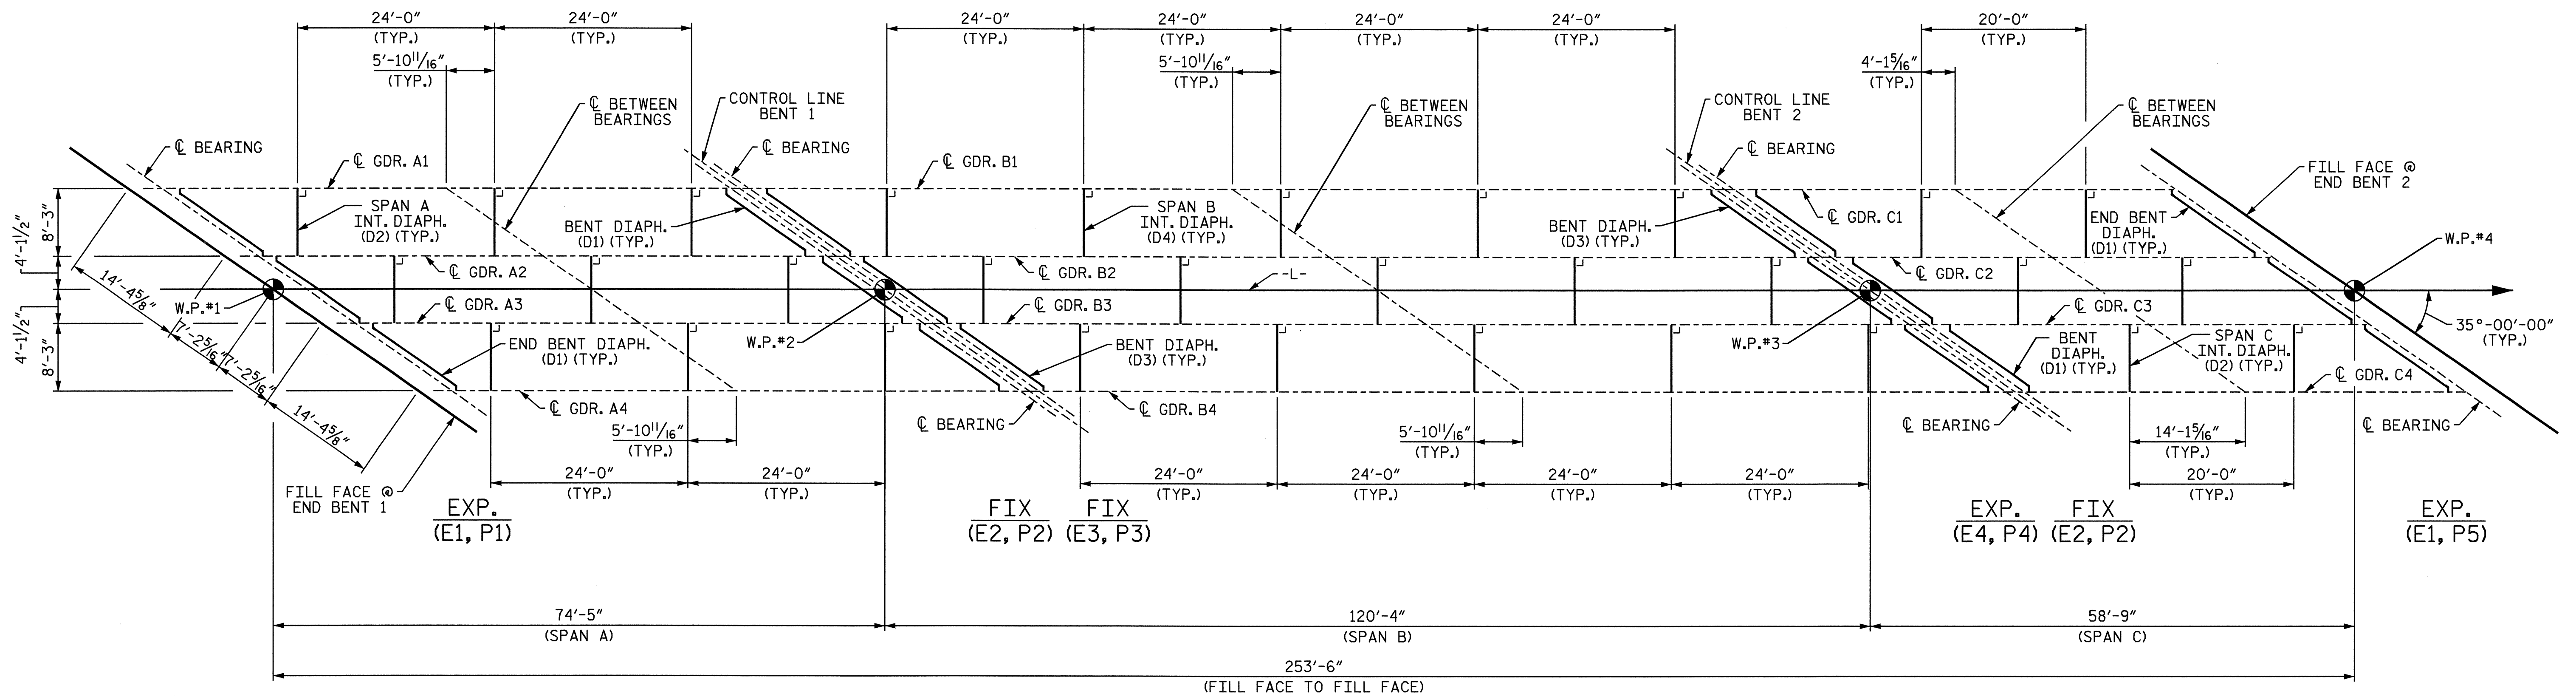 24'-0" 24'-0" 24'-0" 24'-0" 24'-0" 24'-0" 20'-0"
(TYP.) (TYP.) (TYP.) (TYP.) (TYP.) (TYP.) (TYP.)
5'-10 11/16" 5'-10 11/16" 4'-1 5/16"
(TYP.) (TYP.) (TYP.)
℄ BETWEEN
BEARINGS
CONTROL LINE
BENT 1
℄ BETWEEN
BEARINGS
CONTROL LINE
BENT 2
℄ BETWEEN
BEARINGS
℄ BEARING
℄ GDR. A1
℄ BEARING
℄ GDR. B1
℄ BEARING
FILL FACE @
END BENT 2
8'-3"
4'-1 1/2"
4'-1 1/2"
8'-3"
SPAN A
INT. DIAPH.
(D2) (TYP.)
BENT DIAPH.
(D1) (TYP.)
SPAN B
INT. DIAPH.
(D4) (TYP.)
BENT DIAPH.
(D3) (TYP.)
℄ GDR. C1
END BENT
DIAPH.
(D1) (TYP.)
W.P.#4
℄ GDR. A2
℄ GDR. B2
-L-
℄ GDR. C2
14'-4 5/8"
7'-2 5/16"
7'-2 5/16"
14'-4 5/8"
W.P.#1
℄ GDR. A3
℄ GDR. B3
℄ GDR. C3
35°-00'-00"
(TYP.)
END BENT DIAPH.
(D1) (TYP.)
W.P.#2
BENT DIAPH.
(D3) (TYP.)
W.P.#3
BENT
DIAPH.
(D1) (TYP.)
SPAN C
INT. DIAPH.
(D2) (TYP.)
℄ GDR. C4
℄ GDR. A4
℄ GDR. B4
℄ BEARING
℄ BEARING
℄ BEARING
5'-10 11/16" 5'-10 11/16" 14'-1 5/16"
(TYP.) (TYP.) (TYP.)
24'-0" 24'-0" 24'-0" 24'-0" 24'-0" 24'-0" 20'-0"
(TYP.) (TYP.) (TYP.) (TYP.) (TYP.) (TYP.) (TYP.)
FILL FACE @
END BENT 1
EXP. FIX FIX EXP. FIX EXP.
(E1, P1) (E2, P2) (E3, P3) (E4, P4) (E2, P2) (E1, P5)
74'-5" 120'-4" 58'-9"
(SPAN A) (SPAN B) (SPAN C)
253'-6"
(FILL FACE TO FILL FACE)